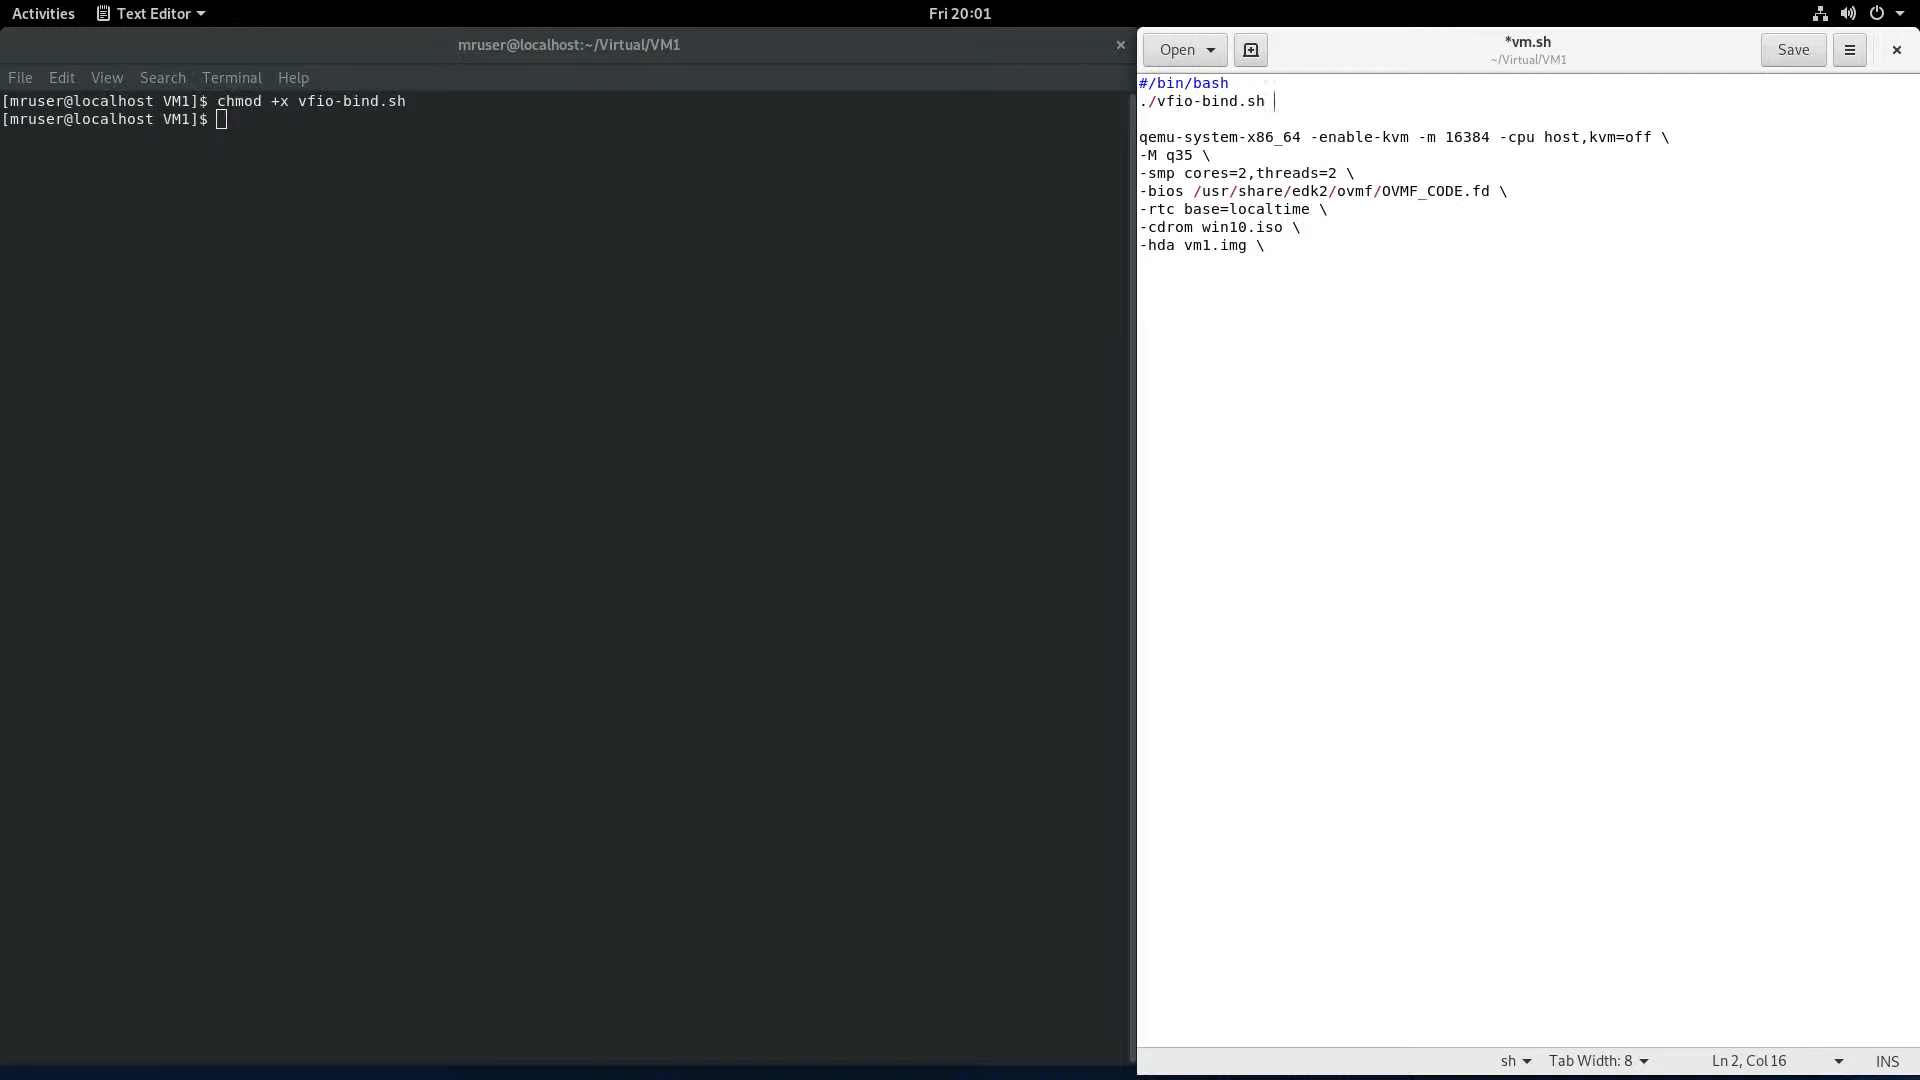 Activities Text Editor Fri 20:01
mruser@localhost:~/Virtual/VM1
File Edit View Search Terminal Help
[mruser@localhost VM1]$ chmod +x vfio-bind.sh
[mruser@localhost VM1]$
Open *vm.sh Save
~/Virtual/VM1
#/bin/bash
./vfio-bind.sh
qemu-system-x86_64 -enable-kvm -m 16384 -cpu host,kvm=off \
-M q35 \
-smp cores=2,threads=2 \
-bios /usr/share/edk2/ovmf/OVMF_CODE.fd \
-rtc base=localtime \
-cdrom win10.iso \
-hda vm1.img \
sh Tab Width: 8 Ln 2, Col 16 INS